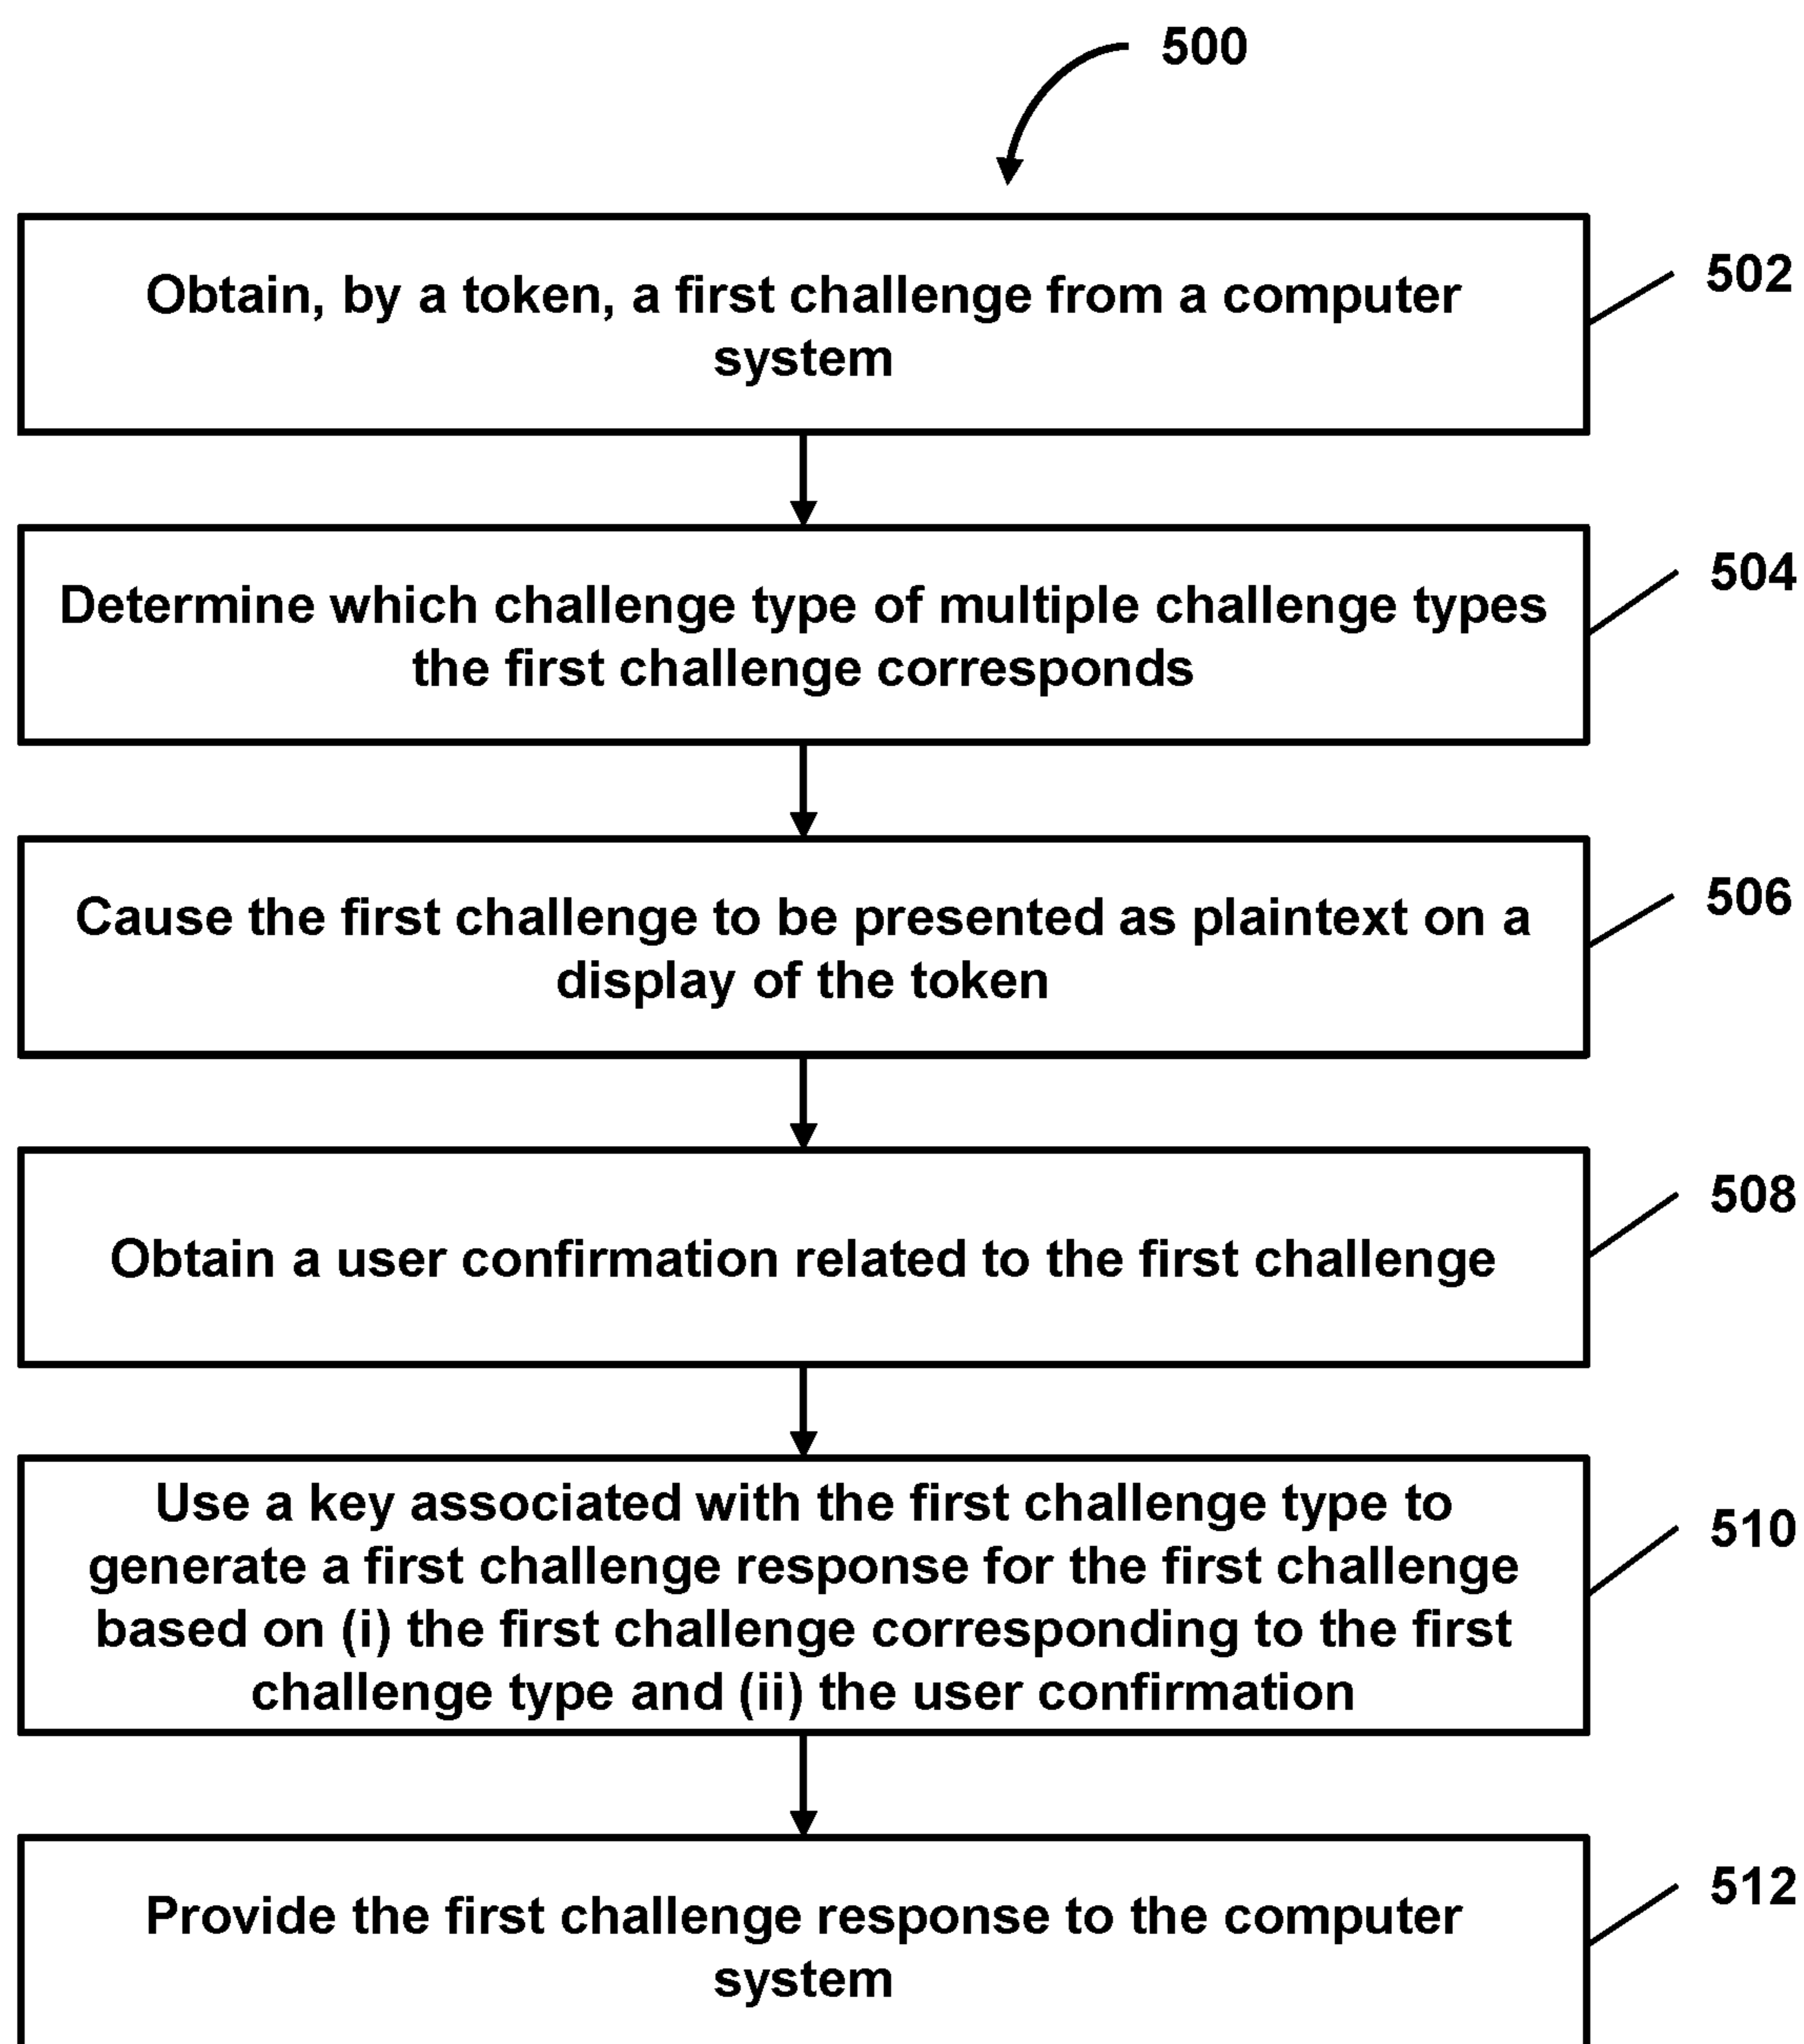 500
Obtain, by a token, a first challenge from a computer
system
502
Determine which challenge type of multiple challenge types
the first challenge corresponds
504
Cause the first challenge to be presented as plaintext on a
display of the token
506
Obtain a user confirmation related to the first challenge
508
Use a key associated with the first challenge type to
generate a first challenge response for the first challenge
based on (i) the first challenge corresponding to the first
challenge type and (ii) the user confirmation
510
Provide the first challenge response to the computer
system
512